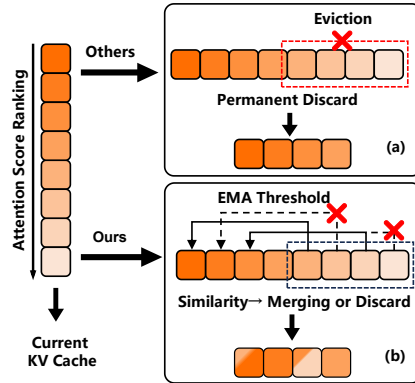 Attention Score Ranking
Current
KV Cache
Others
Ours
Eviction
Permanent Discard
(a)
EMA Threshold
Similarity→ Merging or Discard
(b)